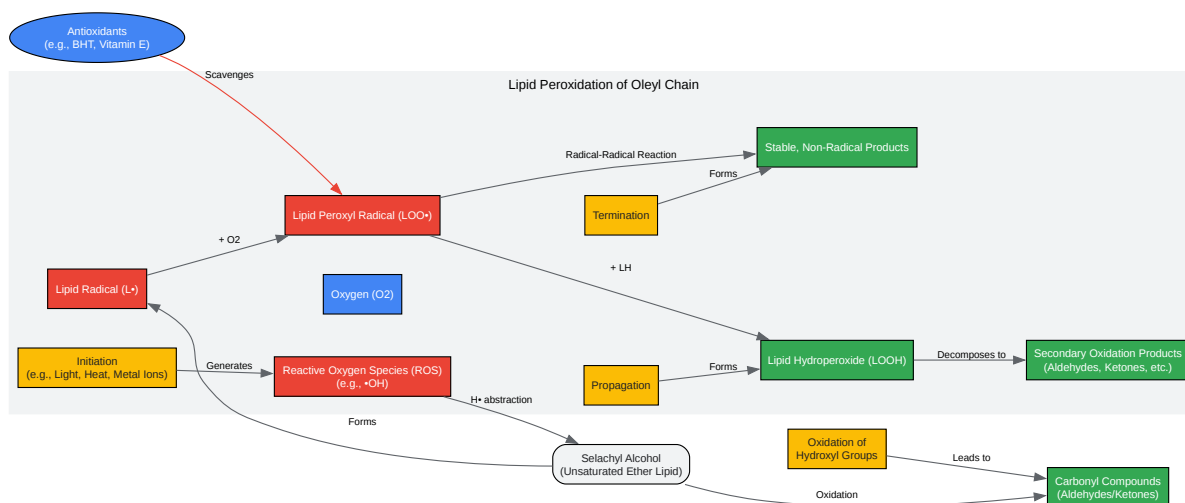 Antioxidants
(e.g., BHT, Vitamin E)
Scavenges
Lipid Peroxidation of Oleyl Chain
Radical-Radical Reaction
Stable, Non-Radical Products
Forms
Termination
Lipid Peroxyl Radical (LOO•)
+ O2
+ LH
Lipid Radical (L•)
Oxygen (O2)
Initiation
(e.g., Light, Heat, Metal Ions)
Generates
Reactive Oxygen Species (ROS)
(e.g., •OH)
Propagation
Forms
Lipid Hydroperoxide (LOOH)
Decomposes to
Secondary Oxidation Products
(Aldehydes, Ketones, etc.)
H• abstraction
Forms
Selachyl Alcohol
(Unsaturated Ether Lipid)
Oxidation of
Hydroxyl Groups
Leads to
Oxidation
Carbonyl Compounds
(Aldehydes/Ketones)